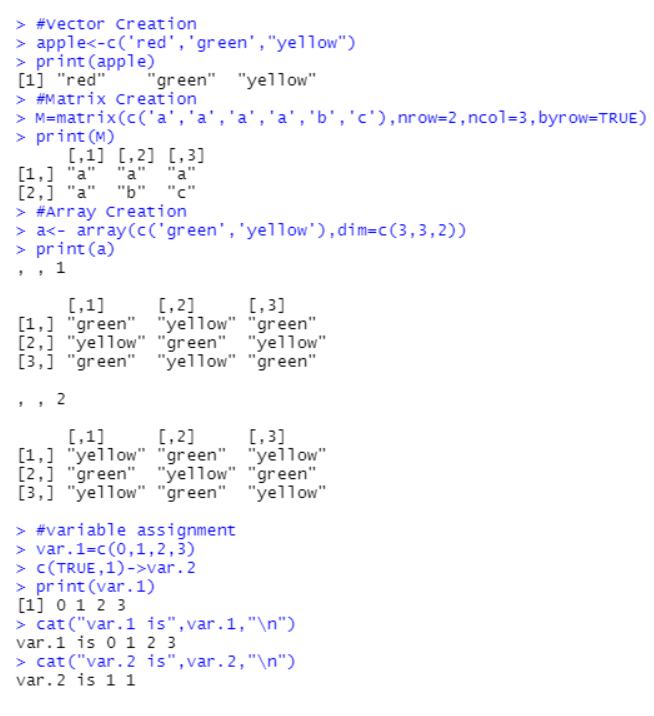 > #Vector Creation
> apple<-c('red','green',"yellow")
> print(apple)
[1] "red"    "green"  "yellow"
> #Matrix Creation
> M=matrix(c('a','a','a','a','b','c'),nrow=2,ncol=3,byrow=TRUE)
> print(M)
     [,1] [,2] [,3]
[1,] "a"  "a"  "a"
[2,] "a"  "b"  "c"
> #Array Creation
> a<- array(c('green','yellow'),dim=c(3,3,2))
> print(a)
, , 1

     [,1]     [,2]     [,3]
[1,] "green"  "yellow" "green"
[2,] "yellow" "green"  "yellow"
[3,] "green"  "yellow" "green"

, , 2

     [,1]     [,2]     [,3]
[1,] "yellow" "green"  "yellow"
[2,] "green"  "yellow" "green"
[3,] "yellow" "green"  "yellow"

> #variable assignment
> var.1=c(0,1,2,3)
> c(TRUE,1)->var.2
> print(var.1)
[1] 0 1 2 3
> cat("var.1 is",var.1,"\n")
var.1 is 0 1 2 3
> cat("var.2 is",var.2,"\n")
var.2 is 1 1